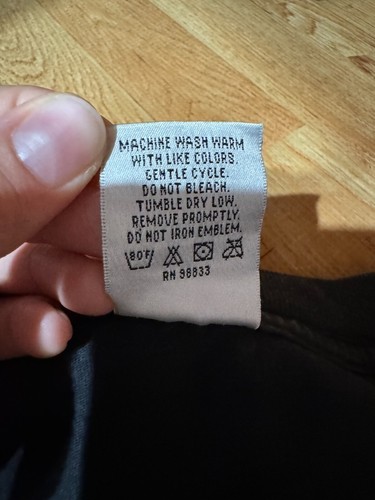 MACHINE WASH WARM
WITH LIKE COLORS.
GENTLE CYCLE.
DO NOT BLEACH.
TUMBLE DRY LOW.
REMOVE PROMPTLY.
DO NOT IRON EMBLEM.
80°F
RN 98833